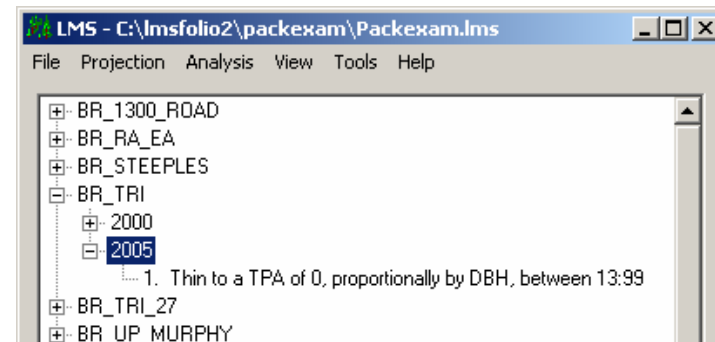 LMS - C:\lmsfolio2\packexam\Packexam.lms
File Projection Analysis View Tools Help
BR_1300_ROAD
BR_RA_EA
BR_STEEPLES
BR_TRI
2000
2005
1. Thin to a TPA of 0, proportionally by DBH, between 13:99
BR_TRI_27
BR_UP_MURPHY